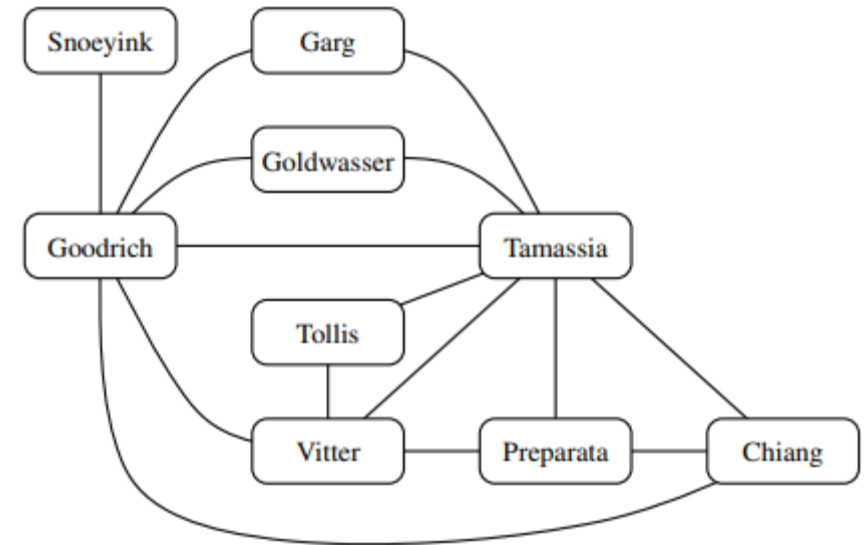 Snoeyink
Garg
Goldwasser
Goodrich
Tamassia
Tollis
Vitter
Preparata
Chiang